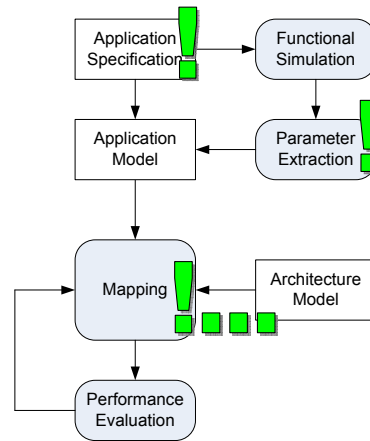 Application
Specification
Functional
Simulation
Application
Model
Parameter
Extraction
Mapping
Architecture
Model
Performance
Evaluation